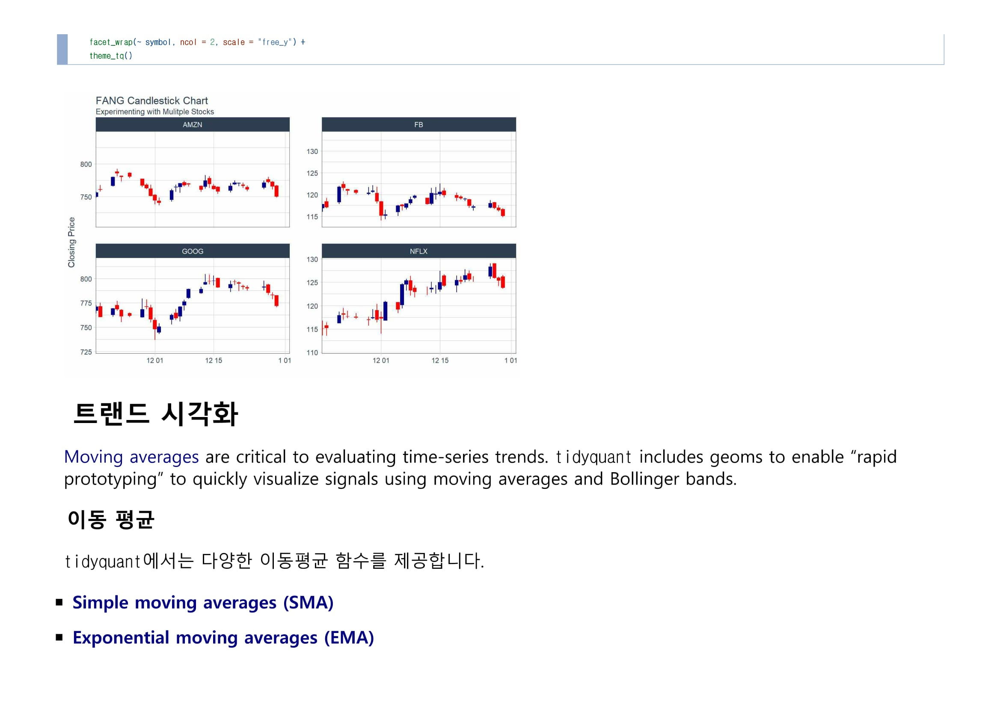 facet_wrap(~ symbol, ncol = 2, scale = "free_y") +
theme_tq()
FANG Candlestick Chart
Experimenting with Mulitple Stocks
AMZN
FB
800
750
130
125
120
115
Closing Price
GOOG
NFLX
800
775
750
725
130
125
120
115
110
12 01
12 15
1 01
12 01
12 15
1 01
트랜드 시각화
Moving averages are critical to evaluating time-series trends. tidyquant includes geoms to enable “rapid
prototyping” to quickly visualize signals using moving averages and Bollinger bands.
이동 평균
tidyquant에서는 다양한 이동평균 함수를 제공합니다.
▪ Simple moving averages (SMA)
▪ Exponential moving averages (EMA)